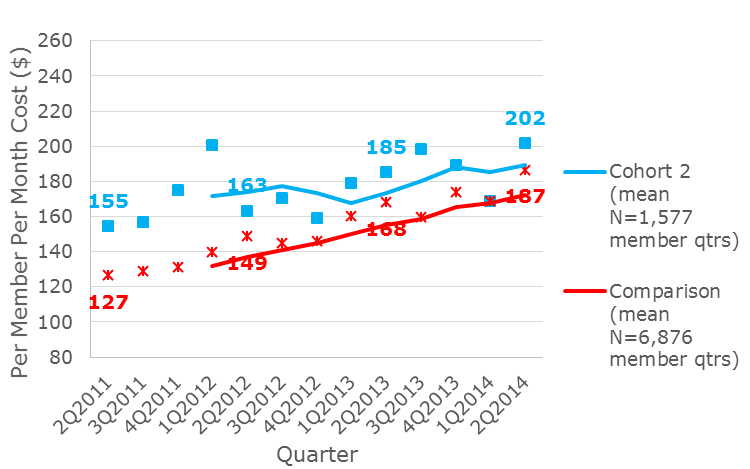 Per Member Per Month Cost ($)
260
240
220
200
180
160
140
120
100
80
155
163
185
202
127
149
168
187
2Q2011
3Q2011
4Q2011
1Q2012
2Q2012
3Q2012
4Q2012
1Q2013
2Q2013
3Q2013
4Q2013
1Q2014
2Q2014
Quarter
Cohort 2
(mean
N=1,577
member qtrs)
Comparison
(mean
N=6,876
member qtrs)